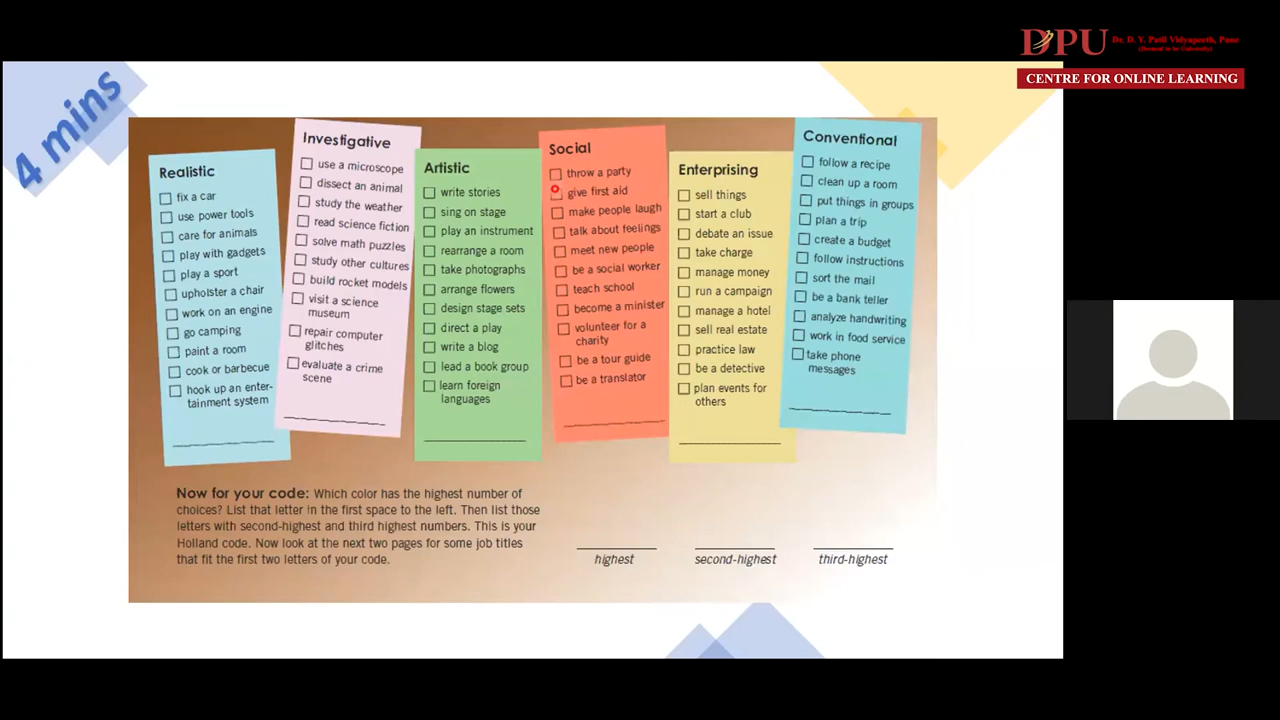 DPU
Dr. D. Y. Patil Vidyapeeth, Pune
(Deemed to be University)
CENTRE FOR ONLINE LEARNING
4 mins
Realistic
fix a car
use power tools
care for animals
play with gadgets
play a sport
upholster a chair
work on an engine
go camping
paint a room
cook or barbecue
hook up an enter-
tainment system
Investigative
use a microscope
dissect an animal
study the weather
read science fiction
solve math puzzles
study other cultures
build rocket models
visit a science
museum
repair computer
glitches
evaluate a crime
scene
Artistic
write stories
sing on stage
play an instrument
rearrange a room
take photographs
arrange flowers
design stage sets
direct a play
write a blog
lead a book group
learn foreign
languages
Social
throw a party
give first aid
make people laugh
talk about feelings
meet new people
be a social worker
teach school
become a minister
volunteer for a
charity
be a tour guide
be a translator
Enterprising
sell things
start a club
debate an issue
take charge
manage money
run a campaign
manage a hotel
sell real estate
practice law
be a detective
plan events for
others
Conventional
follow a recipe
clean up a room
put things in groups
plan a trip
create a budget
follow instructions
sort the mail
be a bank teller
analyze handwriting
work in food service
take phone
messages
Now for your code: Which color has the highest number of
choices? List that letter in the first space to the left. Then list those
letters with second-highest and third highest numbers. This is your
Holland code. Now look at the next two pages for some job titles
that fit the first two letters of your code.
highest
second-highest
third-highest